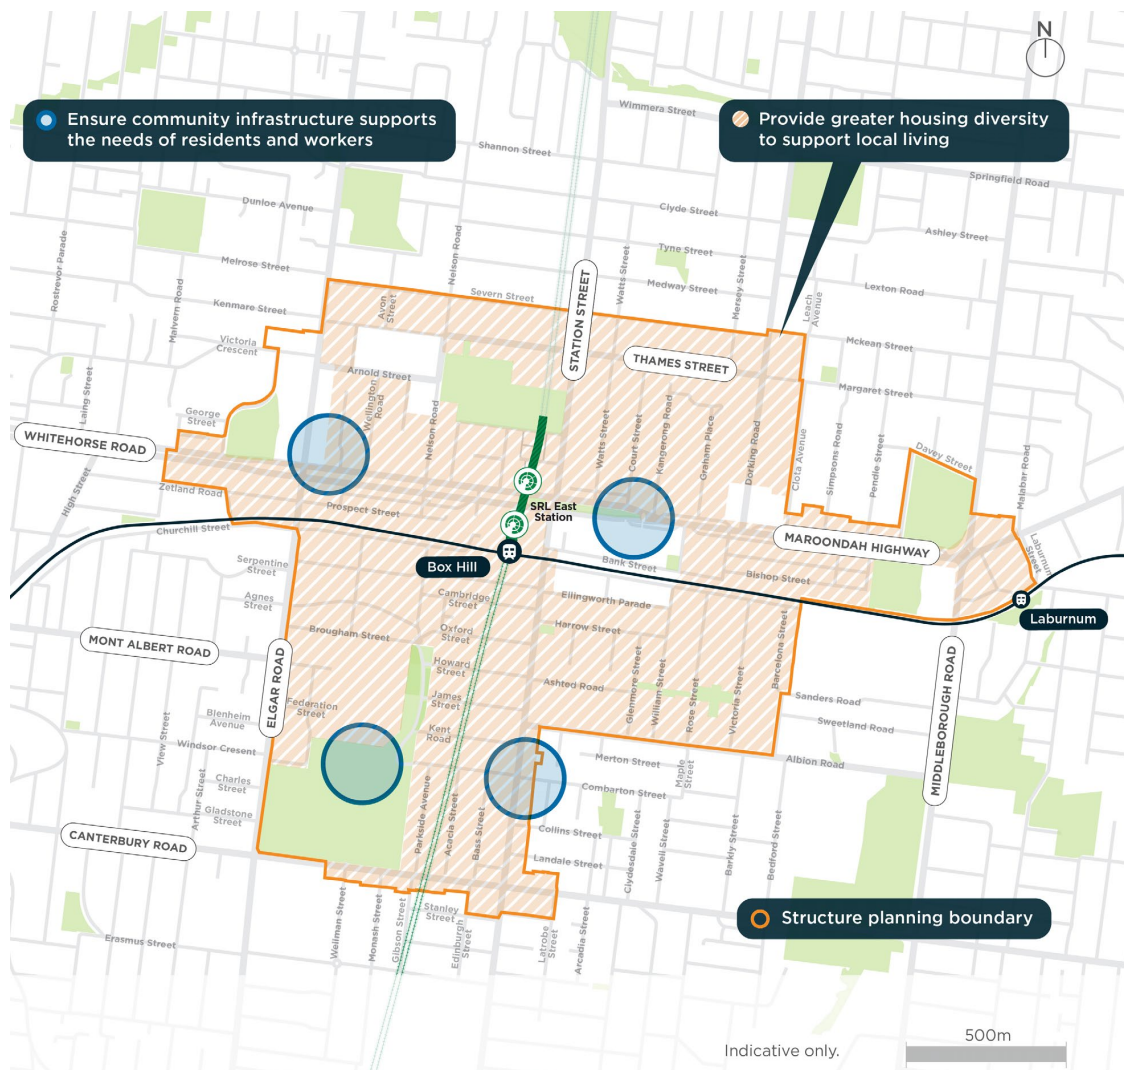 N
Ensure community infrastructure supports
the needs of residents and workers
Provide greater housing diversity
to support local living
Wimmera Street
Shannon Street
Springfield Road
Dunloe Avenue
Clyde Street
Ashley Street
Rostrevor Parade
Nelson Road
Tyne Street
Melrose Street
Malvern Road
Severn Street
STATION STREET
Watts Street
Medway Street
Mersey Street
Lexton Road
Kenmare Street
Avon
Street
Leach
Avenue
Victoria
Crescent
Mckean Street
THAMES STREET
Arnold Street
Margaret Street
Laing Street
Wellington
Road
George
Street
Nelson Road
Watts Street
Court Street
Kangerong Road
Graham Place
Dorking Road
Clota Avenue
Simpsons Road
Pendle Street
Davey Street
Malabar Road
WHITEHORSE ROAD
High Street
Zetland Road
Prospect Street
SRL East
Station
Churchill Street
MAROONDAH HIGHWAY
Laburnum
Street
Box Hill
Bank Street
Bishop Street
Serpentine
Street
Cambridge
Street
Ellingworth Parade
Agnes
Street
Laburnum
Brougham Street
Oxford
Street
Harrow Street
Barcelona Street
MONT ALBERT ROAD
Howard
Street
ELGAR ROAD
Ashted Road
Glenmore Street
William Street
Rose Street
Victoria Street
MIDDLEBOROUGH ROAD
James
Street
Sanders Road
Federation
Street
Blenheim
Avenue
Kent
Road
Sweetland Road
View Street
Windsor Cresent
Merton Street
Maple
Street
Albion Road
Charles
Street
Combarton Street
Arthur Street
Gladstone
Street
Parkside Avenue
Acacia Street
Bass Street
CANTERBURY ROAD
Collins Street
Clydesdale Street
Wavell Street
Barkly Street
Bedford Street
Landale Street
Wellman Street
Monash Street
Gibson Street
Stanley
Street
Edinburgh
Street
Latrobe
Street
Arcadia Street
Structure planning boundary
Erasmus Street
Indicative only.
500m